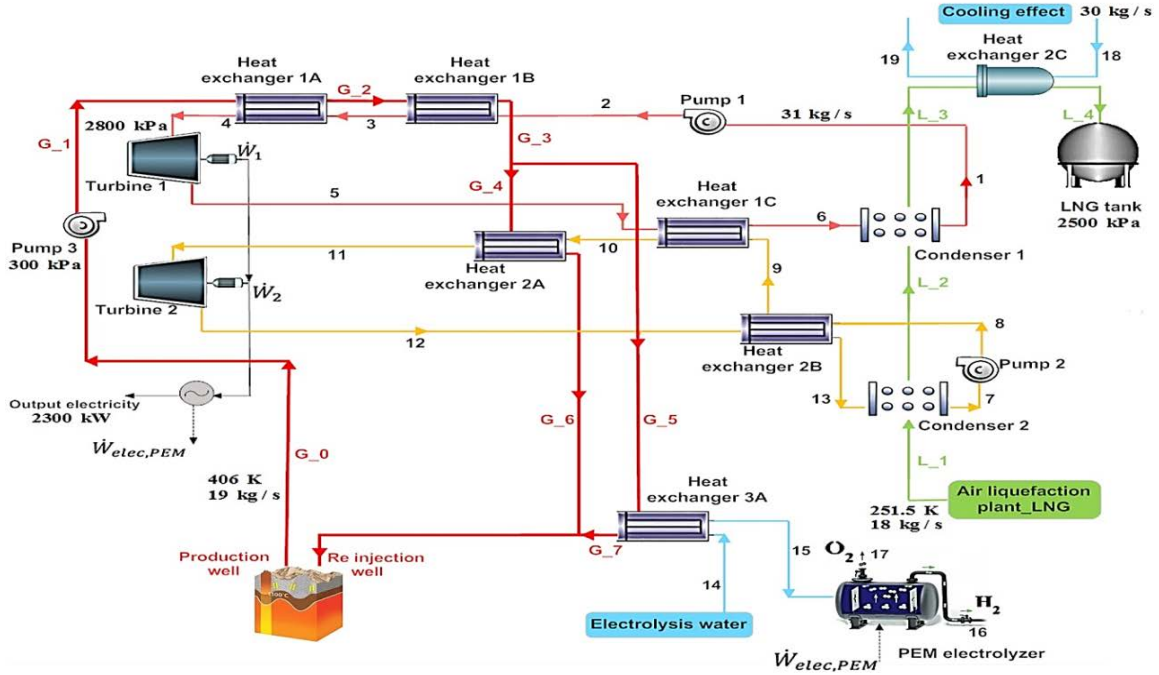 Cooling effect
30 kg / s
19
Heat
exchanger 2C
18
Heat
exchanger 1A
Heat
exchanger 1B
G_2
2
Pump 1
31 kg / s
L_3
L_4
4
3
2800 kPa
G_1
Ẇ1
Turbine 1
G_3
5
G_4
Heat
exchanger 1C
6
1
LNG tank
2500 kPa
Pump 3
300 kPa
11
10
Condenser 1
Ẇ2
Turbine 2
Heat
exchanger 2A
9
L_2
12
8
Heat
exchanger 2B
Pump 2
13
7
Output electricity
2300 kW
Condenser 2
G_6
G_5
Ẇelec,PEM
G_0
L_1
406 K
19 kg / s
Heat
exchanger 3A
251.5 K
18 kg / s
Air liquefaction
plant_LNG
Production
well
Re injection
well
G_7
15
O2
17
14
H2
16
>100°C
Electrolysis water
PEM electrolyzer
Ẇelec,PEM